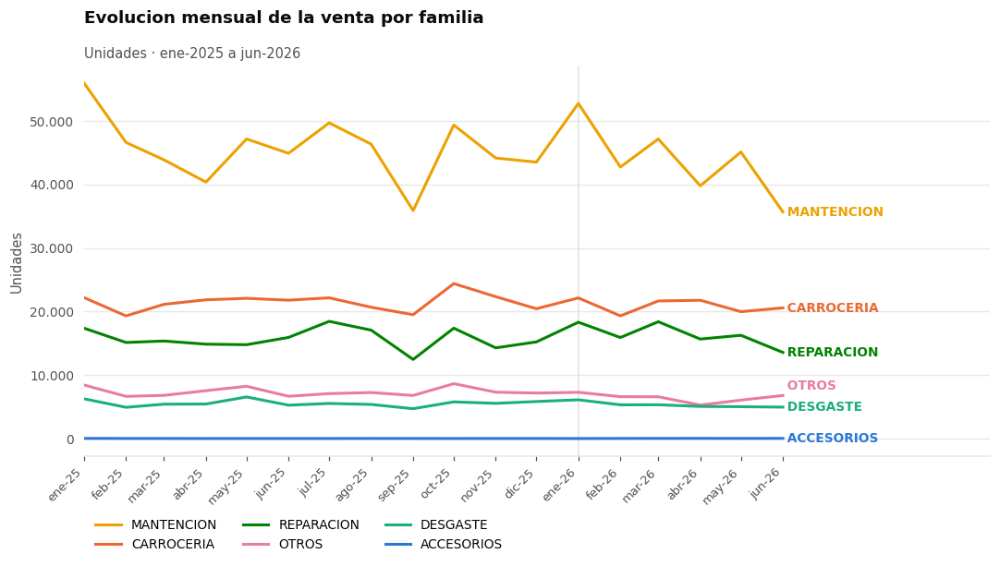 Evolucion mensual de la venta por familia
Unidades · ene-2025 a jun-2026
Unidades
50.000
40.000
30.000
20.000
10.000
0
MANTENCION
CARROCERIA
REPARACION
OTROS
DESGASTE
ACCESORIOS
ene-25
feb-25
mar-25
abr-25
may-25
jun-25
jul-25
ago-25
sep-25
oct-25
nov-25
dic-25
ene-26
feb-26
mar-26
abr-26
may-26
jun-26
MANTENCION
REPARACION
DESGASTE
CARROCERIA
OTROS
ACCESORIOS